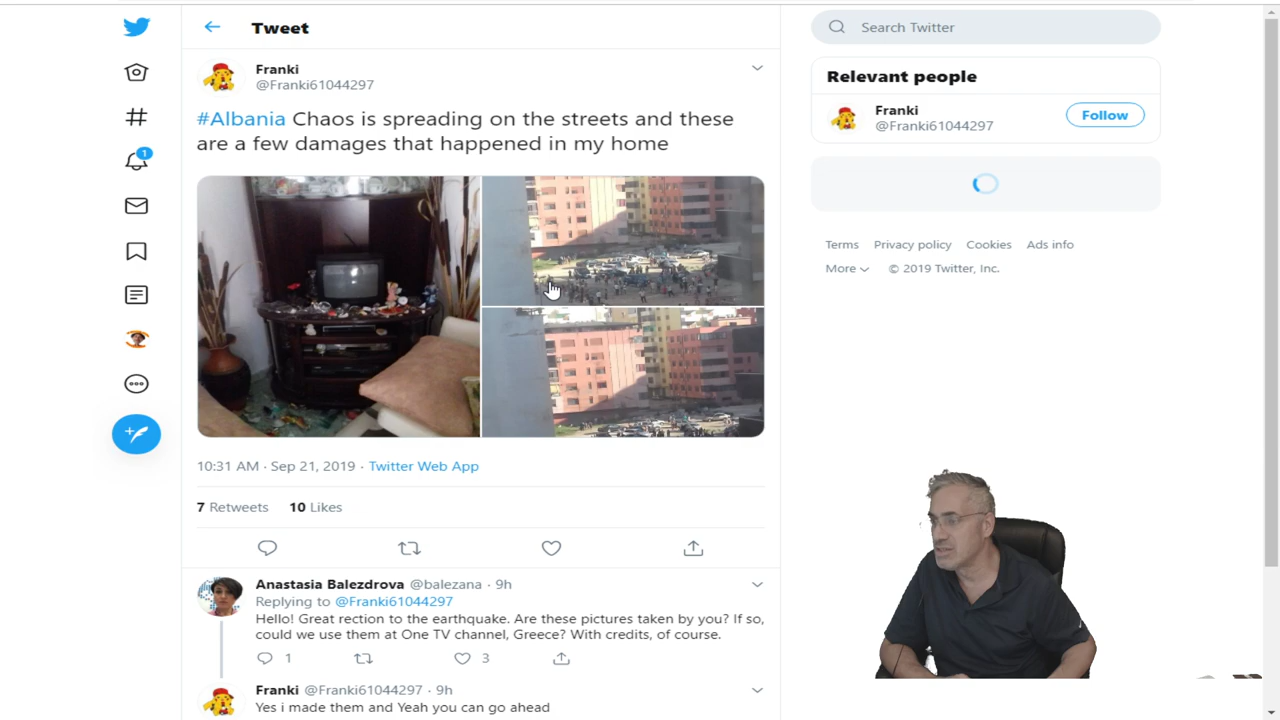 Tweet
Franki
@Franki61044297
#Albania Chaos is spreading on the streets and these
are a few damages that happened in my home
10:31 AM · Sep 21, 2019 · Twitter Web App
7 Retweets 10 Likes
Anastasia Balezdrova @balezana · 9h
Replying to @Franki61044297
Hello! Great rection to the earthquake. Are these pictures taken by you? If so,
could we use them at One TV channel, Greece? With credits, of course.
1 3
Franki @Franki61044297 · 9h
Yes i made them and Yeah you can go ahead
1
Search Twitter
Relevant people
Franki
@Franki61044297
Follow
Terms Privacy policy Cookies Ads info
More © 2019 Twitter, Inc.